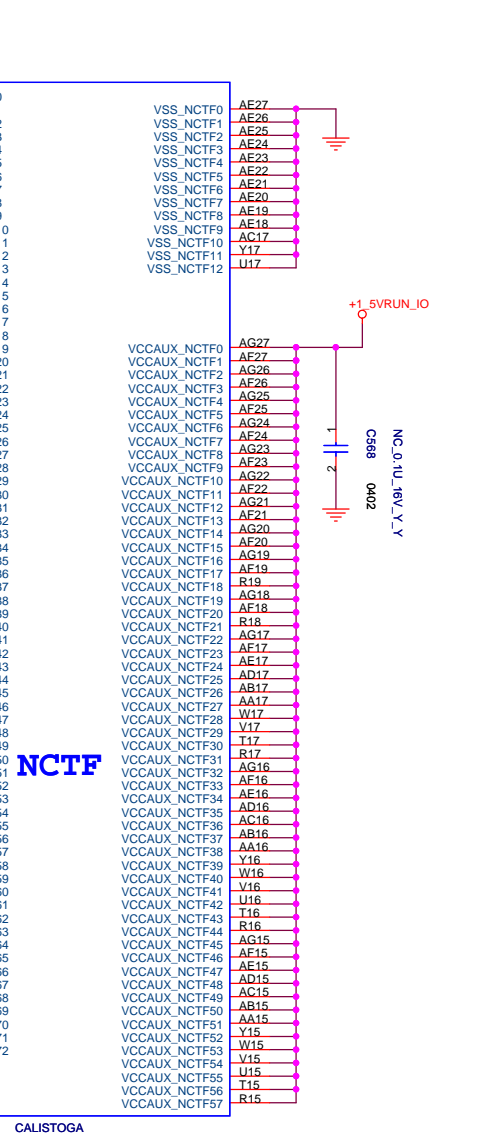 VSS_NCTF0 AE27
VSS_NCTF1 AE26
VSS_NCTF2 AE25
VSS_NCTF3 AE24
VSS_NCTF4 AE23
VSS_NCTF5 AE22
VSS_NCTF6 AE21
VSS_NCTF7 AE20
VSS_NCTF8 AE19
VSS_NCTF9 AE18
VSS_NCTF10 AC17
VSS_NCTF11 Y17
VSS_NCTF12 U17
+1_5VRUN_IO
VCCAUX_NCTF0 AG27
VCCAUX_NCTF1 AF27
VCCAUX_NCTF2 AG26
VCCAUX_NCTF3 AF26
VCCAUX_NCTF4 AG25
VCCAUX_NCTF5 AF25
VCCAUX_NCTF6 AG24
VCCAUX_NCTF7 AF24
VCCAUX_NCTF8 AG23
VCCAUX_NCTF9 AF23
VCCAUX_NCTF10 AG22
VCCAUX_NCTF11 AF22
VCCAUX_NCTF12 AG21
VCCAUX_NCTF13 AF21
VCCAUX_NCTF14 AG20
VCCAUX_NCTF15 AF20
VCCAUX_NCTF16 AG19
VCCAUX_NCTF17 AF19
VCCAUX_NCTF18 R19
VCCAUX_NCTF19 AG18
VCCAUX_NCTF20 AF18
VCCAUX_NCTF21 R18
VCCAUX_NCTF22 AG17
VCCAUX_NCTF23 AF17
VCCAUX_NCTF24 AE17
VCCAUX_NCTF25 AD17
VCCAUX_NCTF26 AB17
VCCAUX_NCTF27 AA17
VCCAUX_NCTF28 W17
VCCAUX_NCTF29 V17
VCCAUX_NCTF30 T17
VCCAUX_NCTF31 R17
VCCAUX_NCTF32 AG16
VCCAUX_NCTF33 AF16
VCCAUX_NCTF34 AE16
VCCAUX_NCTF35 AD16
VCCAUX_NCTF36 AC16
VCCAUX_NCTF37 AB16
VCCAUX_NCTF38 AA16
VCCAUX_NCTF39 Y16
VCCAUX_NCTF40 W16
VCCAUX_NCTF41 V16
VCCAUX_NCTF42 U16
VCCAUX_NCTF43 T16
VCCAUX_NCTF44 R16
VCCAUX_NCTF45 AG15
VCCAUX_NCTF46 AF15
VCCAUX_NCTF47 AE15
VCCAUX_NCTF48 AD15
VCCAUX_NCTF49 AC15
VCCAUX_NCTF50 AB15
VCCAUX_NCTF51 AA15
VCCAUX_NCTF52 Y15
VCCAUX_NCTF53 W15
VCCAUX_NCTF54 V15
VCCAUX_NCTF55 U15
VCCAUX_NCTF56 T15
VCCAUX_NCTF57 R15
1
2
C568 0402
NC_0.1U_16V_Y_Y
NCTF
CALISTOGA